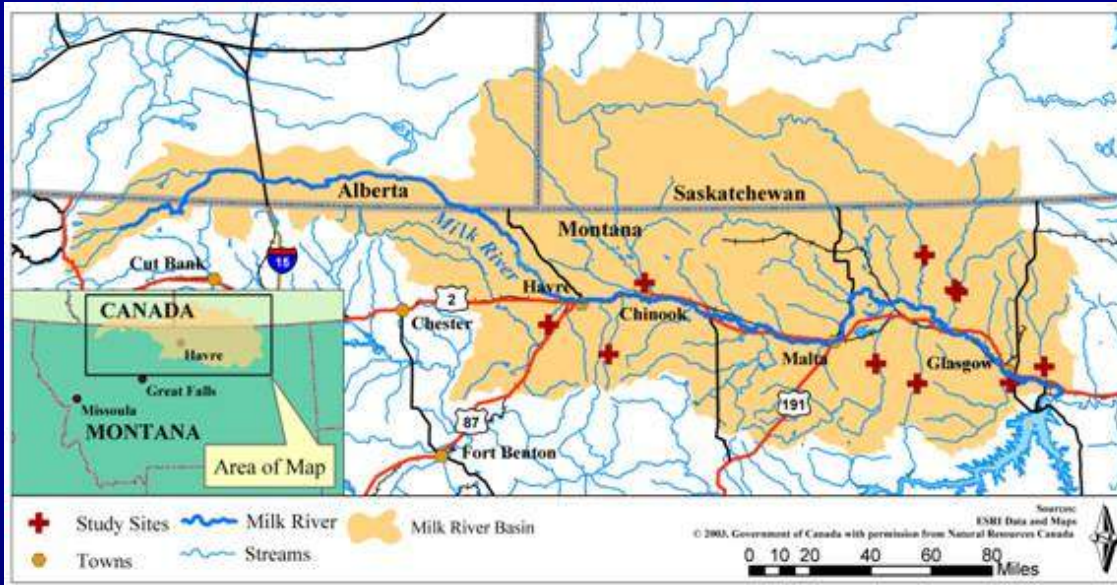 Alberta
Saskatchewan
Milk River
Montana
Cut Bank
15
2
Havre
Chester
Chinook
Malta
Glasgow
191
87
Fort Benton
CANADA
Havre
Great Falls
Missoula
MONTANA
Area of Map
Study Sites
Milk River
Milk River Basin
Towns
Streams
Sources:
ESRI Data and Maps
© 2003, Government of Canada with permission from Natural Resources Canada
0 10 20 40 60 80
Miles